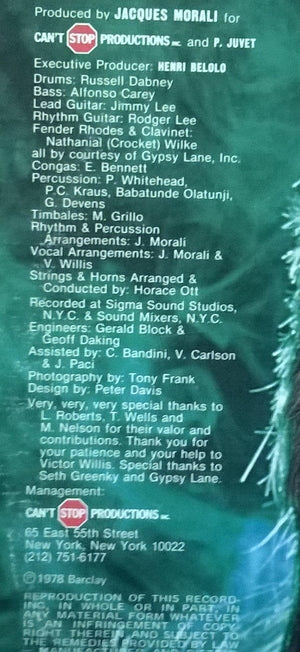 Produced by JACQUES MORALI for
CAN'T STOP PRODUCTIONS INC. and P. JUVET
Executive Producer: HENRI BELOLO
Drums: Russell Dabney
Bass: Alfonso Carey
Lead Guitar: Jimmy Lee
Rhythm Guitar: Rodger Lee
Fender Rhodes & Clavinet:
Nathanial (Crocket) Wilke
all by courtesy of Gypsy Lane, Inc.
Congas: E. Bennett
Percussion: P. Whitehead,
P.C. Kraus, Babatunde Olatunji,
G. Devens
Timbales: M. Grillo
Rhythm & Percussion
Arrangements: J. Morali
Vocal Arrangements: J. Morali &
V. Willis
Strings & Horns Arranged &
Conducted by: Horace Ott
Recorded at Sigma Sound Studios,
N.Y.C. & Sound Mixers, N.Y.C.
Engineers: Gerald Block &
Geoff Daking
Assisted by: C. Bandini, V. Carlson
& J. Paci
Photography by: Tony Frank
Design by: Peter Davis
Very, very, very special thanks to
L. Roberts, T. Wells and
M. Nelson for their valor and
contributions. Thank you for
your patience and your help to
Victor Willis. Special thanks to
Seth Greenky and Gypsy Lane.
Management:
CAN'T STOP PRODUCTIONS INC.
65 East 55th Street
New York, New York 10022
(212) 751-6177
℗ 1978 Barclay
REPRODUCTION OF THIS RECORD-
ING, IN WHOLE OR IN PART, IN
ANY MATERIAL FORM WHATEVER
IS AN INFRINGEMENT OF COPY-
RIGHT THEREIN AND SUBJECT TO
THE REMEDIES PROVIDED BY LAW